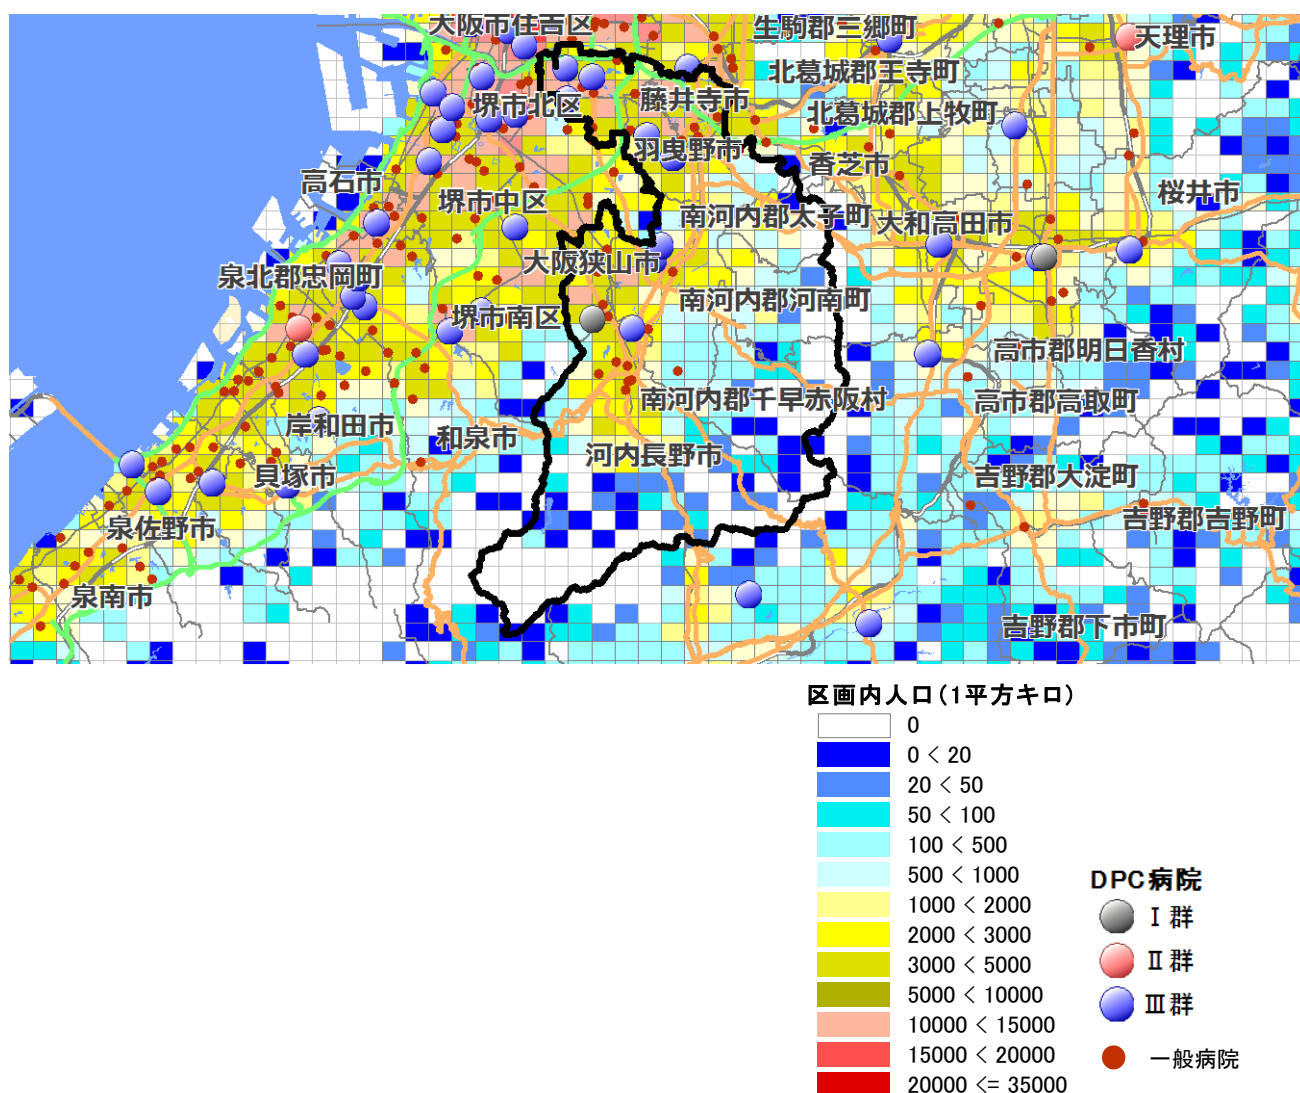 大阪市住吉区
生駒郡三郷町
天理市
北葛城郡王寺町
堺市北区
藤井寺市
北葛城郡上牧町
羽曳野市
香芝市
高石市
桜井市
堺市中区
南河内郡太子町
大和高田市
大阪狭山市
泉北郡忠岡町
南河内郡河南町
堺市南区
高市郡明日香村
南河内郡千早赤阪村
高市郡高取町
岸和田市
和泉市
河内長野市
貝塚市
吉野郡大淀町
泉佐野市
吉野郡吉野町
泉南市
吉野郡下市町
区画内人口(1平方キロ)
0
0 < 20
20 < 50
50 < 100
100 < 500
500 < 1000
1000 < 2000
2000 < 3000
3000 < 5000
5000 < 10000
10000 < 15000
15000 < 20000
20000 <= 35000
DPC病院
Ⅰ群
Ⅱ群
Ⅲ群
一般病院